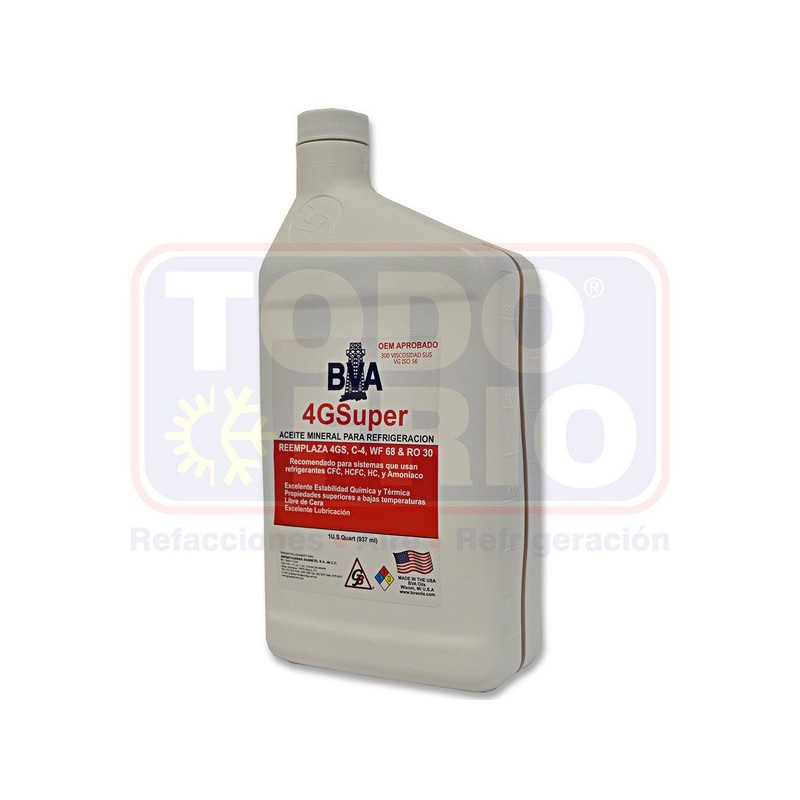 TODO
FRIO
®
Refacciones Aire Refrigeración
OEM APROBADO
300 VISCOSIDAD SUS
VG ISO 56
BVA
4GSuper
ACEITE MINERAL PARA REFRIGERACION
REEMPLAZA 4GS, C-4, WF 68 & RO 30
Recomendado para sistemas que usan
refrigerantes CFC, HCFC, HC, y Amoniaco
Excelente Estabilidad Química y Térmica
Propiedades superiores a bajas temperaturas
Libre de Cera
Excelente Lubricación
1U.S.Quart (937 ml)
MADE IN THE USA
BVA Oils
Wixom, MI U.S.A
www.bvaoils.com